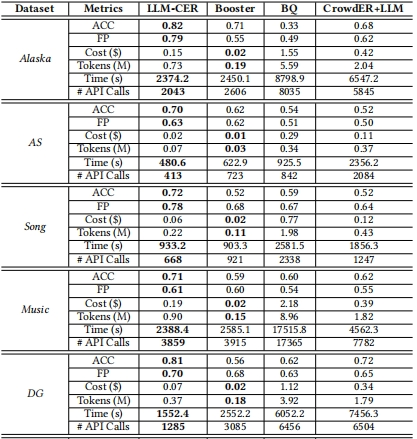 Dataset Metrics LLM-CER Booster BQ CrowdER+LLM
ACC 0.82 0.71 0.33 0.68
FP 0.79 0.55 0.49 0.62
Cost ($) 0.15 0.02 1.55 0.42
Alaska Tokens (M) 0.73 0.19 5.59 2.04
Time (s) 2374.2 2450.1 8798.9 6547.2
# API Calls 2043 2606 8035 5845
ACC 0.70 0.62 0.54 0.52
FP 0.63 0.62 0.51 0.50
Cost ($) 0.02 0.01 0.29 0.11
AS Tokens (M) 0.07 0.03 0.34 0.37
Time (s) 480.6 622.9 925.5 2356.2
# API Calls 413 723 842 2084
ACC 0.72 0.52 0.59 0.52
FP 0.78 0.68 0.67 0.64
Cost ($) 0.06 0.02 0.77 0.12
Song Tokens (M) 0.22 0.11 1.98 0.43
Time (s) 933.2 903.3 2581.5 1856.3
# API Calls 668 921 2338 1247
ACC 0.71 0.59 0.60 0.62
FP 0.61 0.60 0.54 0.55
Cost ($) 0.19 0.02 2.18 0.39
Music Tokens (M) 0.90 0.15 8.96 1.82
Time (s) 2388.4 2585.1 17515.8 4562.3
# API Calls 3859 3915 17365 7782
ACC 0.81 0.56 0.62 0.72
FP 0.70 0.68 0.63 0.65
Cost ($) 0.07 0.02 1.12 0.34
DG Tokens (M) 0.37 0.18 3.92 1.79
Time (s) 1552.4 2552.2 6052.2 7456.3
# API Calls 1285 3085 6456 6504